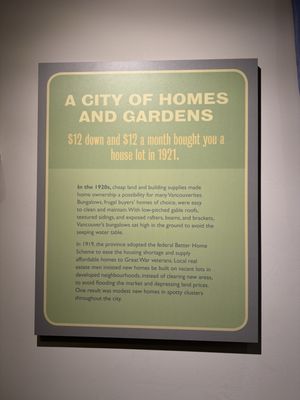 A CITY OF HOMES
AND GARDENS
$12 down and $12 a month bought you a
house lot in 1921.
In the 1920s, cheap land and building supplies made
home ownership a possibility for many Vancouverites.
Bungalows, frugal buyers' homes of choice, were easy
to clean and maintain. With low-pitched gable roofs,
textured sidings, and exposed rafters, beams, and brackets,
Vancouver's bungalows sat high in the ground to avoid the
seeping water table.
In 1919, the province adopted the federal Better Home
Scheme to ease the housing shortage and supply
affordable homes to Great War veterans. Local real
estate men insisted new homes be built on vacant lots in
developed neighbourhoods, instead of clearing new areas,
to avoid flooding the market and depressing land prices.
One result was modest new homes in spotty clusters
throughout the city.